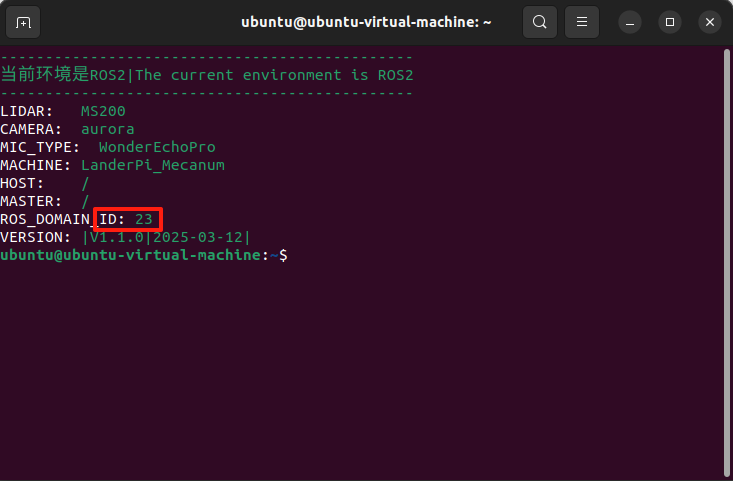 ubuntu@ubuntu-virtual-machine: ~
----------------------------------------------
当前环境是ROS2|The current environment is ROS2
----------------------------------------------
LIDAR: MS200
CAMERA: aurora
MIC_TYPE: WonderEchoPro
MACHINE: LanderPi_Mecanum
HOST: /
MASTER: /
ROS_DOMAIN_ID: 23
VERSION: |V1.1.0|2025-03-12|
ubuntu@ubuntu-virtual-machine:~$